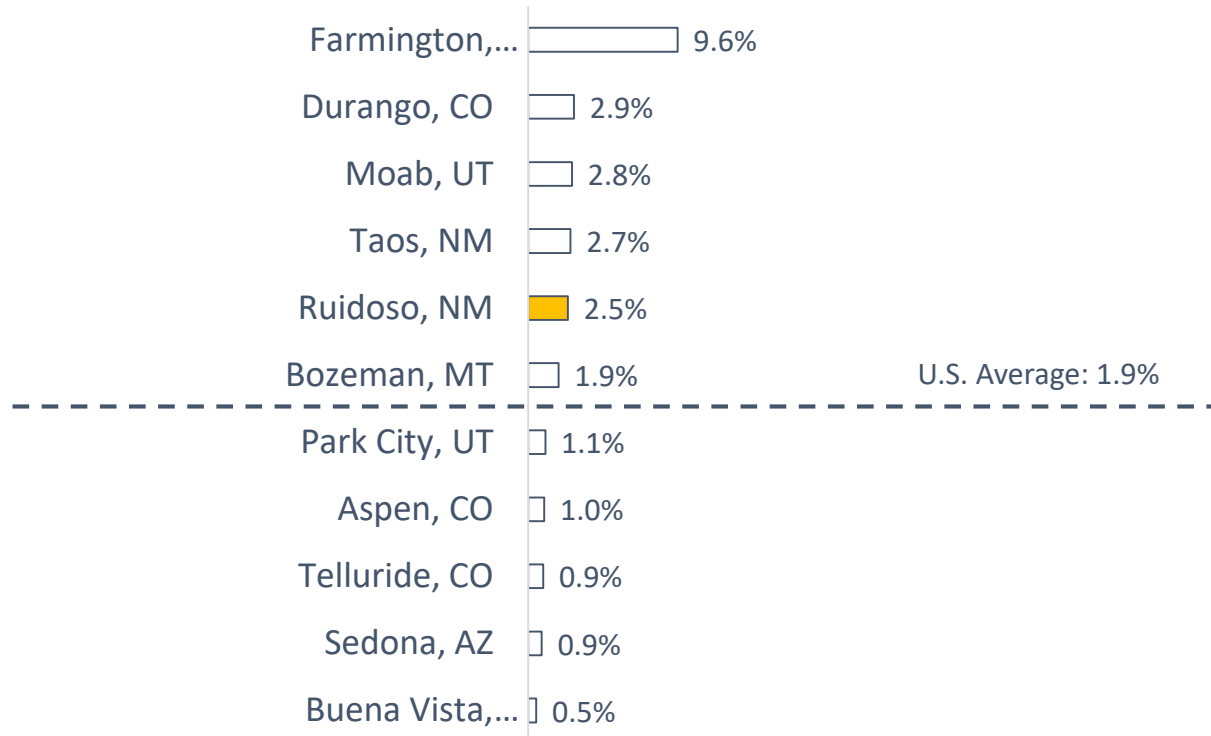 Farmington,... 9.6%
Durango, CO 2.9%
Moab, UT 2.8%
Taos, NM 2.7%
Ruidoso, NM 2.5%
Bozeman, MT 1.9% U.S. Average: 1.9%
Park City, UT 1.1%
Aspen, CO 1.0%
Telluride, CO 0.9%
Sedona, AZ 0.9%
Buena Vista,... 0.5%